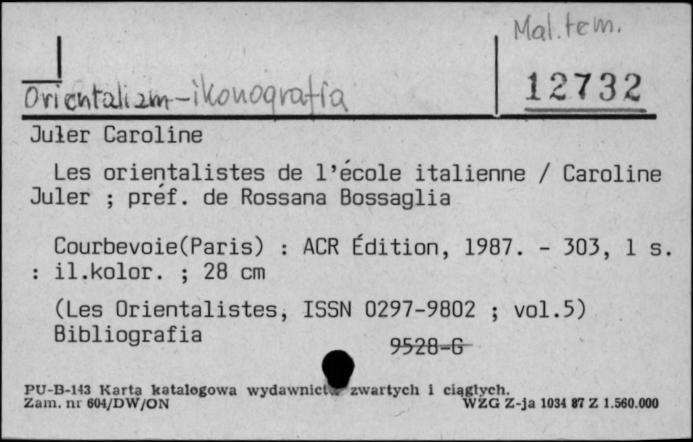 Mal.tem.
Orientalizm-ikonografia
12732
Juler Caroline
Les orientalistes de l'école italienne / Caroline
Juler ; préf. de Rossana Bossaglia
Courbevoie(Paris) : ACR Édition, 1987. - 303, 1 s.
: il.kolor. ; 28 cm
(Les Orientalistes, ISSN 0297-9802 ; vol.5)
Bibliografia
9528-G
PU-B-143 Karta katalogowa zwartych i ciągłych.
Zam. nr 604/DW/ON WZG Z-ja 1034 87 Z 1.560.000